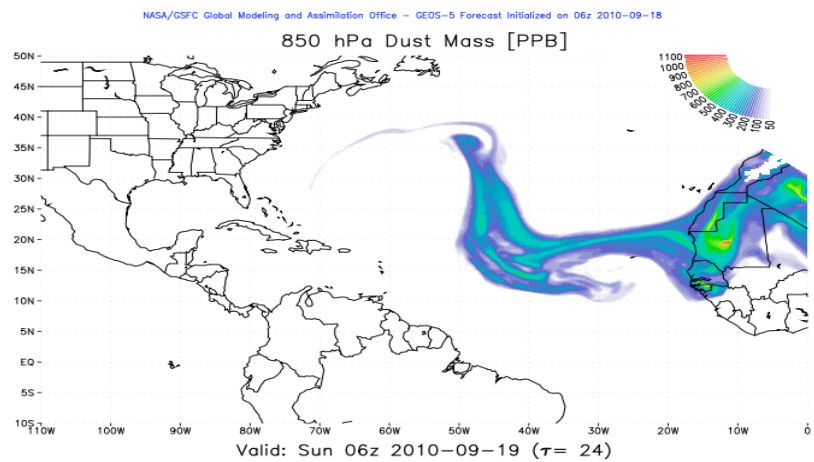 NASA/GSFC Global Modeling and Assimilation Office - GEOS-5 Forecast Initialized on 06z 2010-09-18
850 hPa Dust Mass [PPB]
1100
1000
900
800
700
600
500
400
300
200
100
50
50N
45N
40N
35N
30N
25N
20N
15N
10N
5N
EQ
5S
10S
110W 100W 90W 80W 70W 60W 50W 40W 30W 20W 10W 0
Valid: Sun 06z 2010-09-19 (τ= 24)